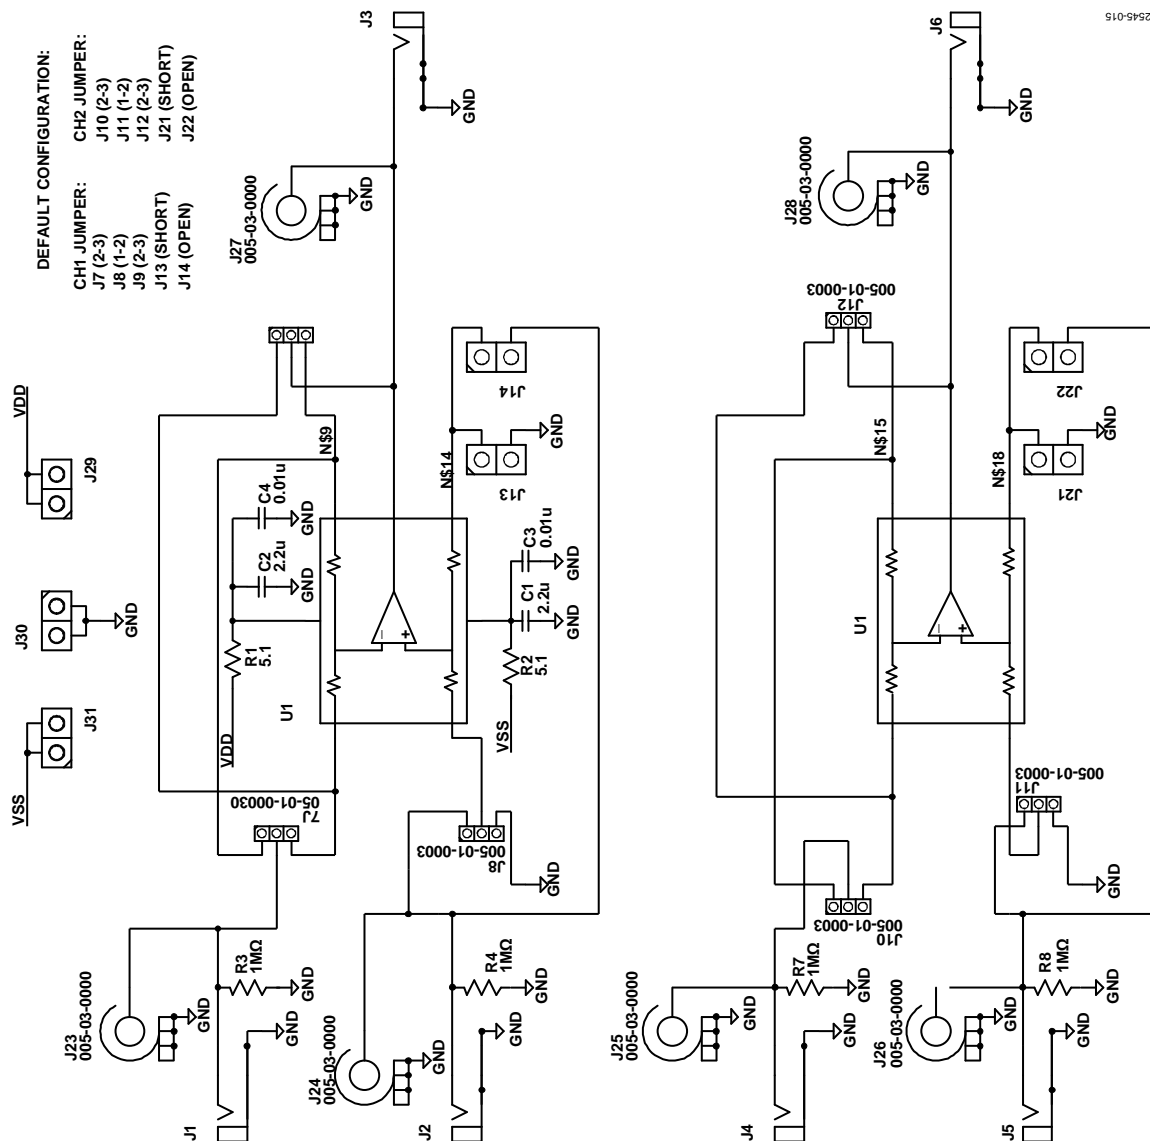 DEFAULT CONFIGURATION:
CH1 JUMPER:
J7 (2-3)
J8 (1-2)
J9 (2-3)
J13 (SHORT)
J14 (OPEN)
CH2 JUMPER:
J10 (2-3)
J11 (1-2)
J12 (2-3)
J21 (SHORT)
J22 (OPEN)
VSS
J31
J30
GND
VDD
J29
J23
005-03-0000
GND
J1
GND
R3
1MΩ
GND
7J
05-01-00030
VDD
R1
5.1
C2
2.2u
GND
C4
0.01u
GND
N$9
U1
J27
005-03-0000
GND
J3
GND
J24
005-03-0000
GND
J2
GND
R4
1MΩ
GND
J8
005-01-0003
GND
VSS
R2
5.1
C1
2.2u
GND
C3
0.01u
GND
N$14
J13
GND
J14
J25
005-03-0000
GND
J4
GND
R7
1MΩ
GND
J10
005-01-0003
U1
N$15
J12
005-01-0003
J28
005-03-0000
GND
J6
GND
J26
005-03-0000
GND
J5
GND
R8
1MΩ
GND
J11
005-01-0003
GND
N$18
J21
GND
J22
2545-015